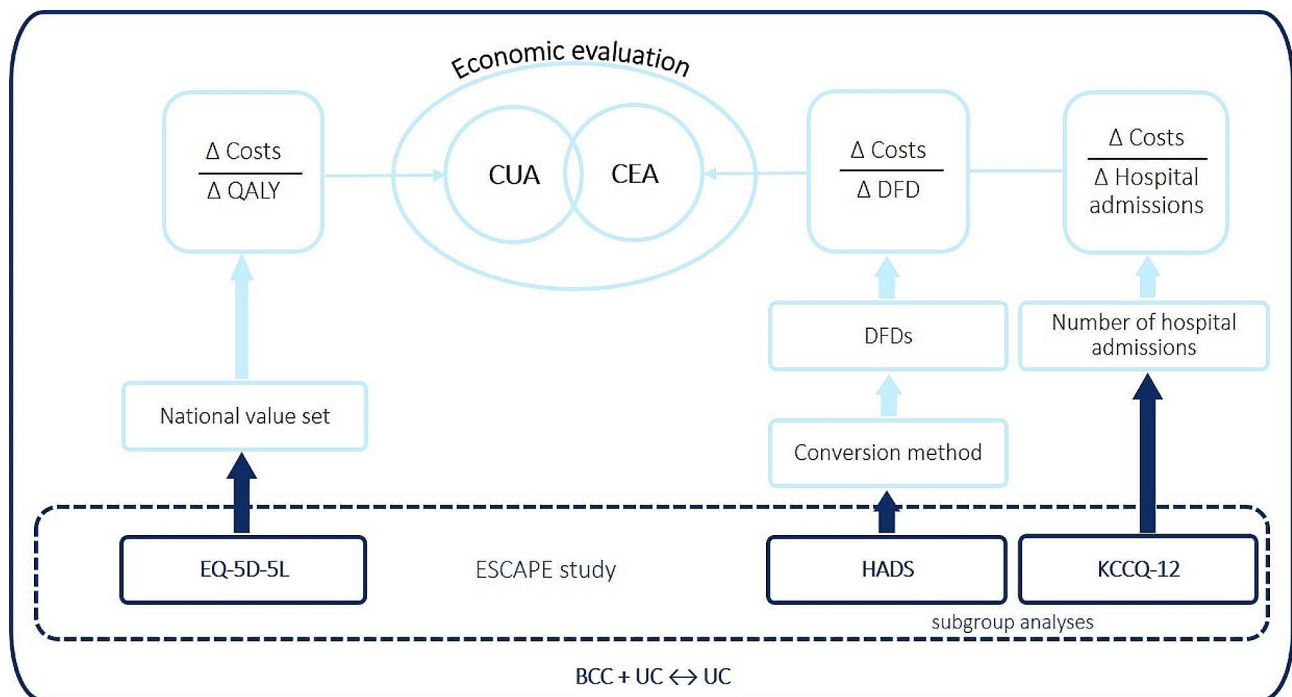 Economic evaluation
Δ Costs
Δ QALY
CUA
CEA
Δ Costs
Δ DFD
Δ Costs
Δ Hospital
admissions
DFDs
Number of hospital
admissions
National value set
Conversion method
EQ-5D-5L
ESCAPE study
HADS
KCCQ-12
subgroup analyses
BCC + UC ↔ UC